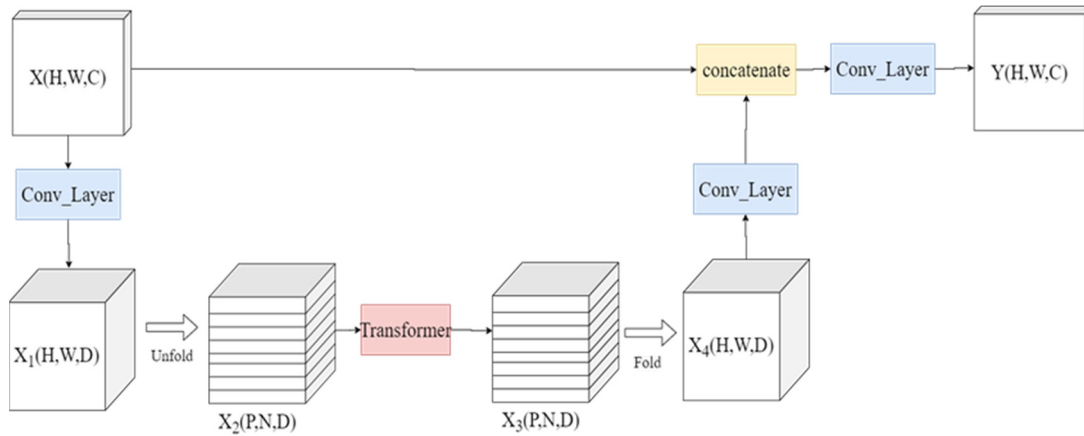 X(H,W,C)
concatenate
Conv_Layer
Y(H,W,C)
Conv_Layer
Conv_Layer
X₁(H,W,D)
Unfold
X₂(P,N,D)
Transformer
X₃(P,N,D)
Fold
X₄(H,W,D)